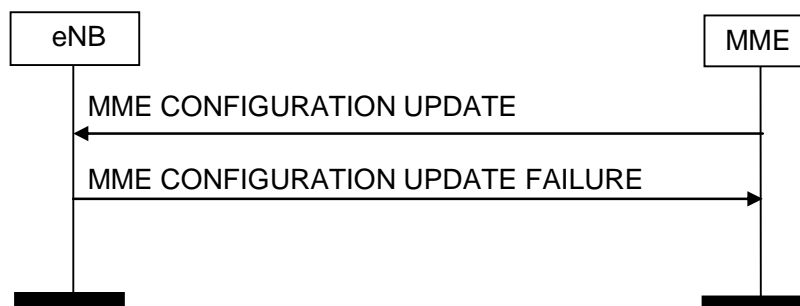 eNB
MME
MME CONFIGURATION UPDATE
MME CONFIGURATION UPDATE FAILURE